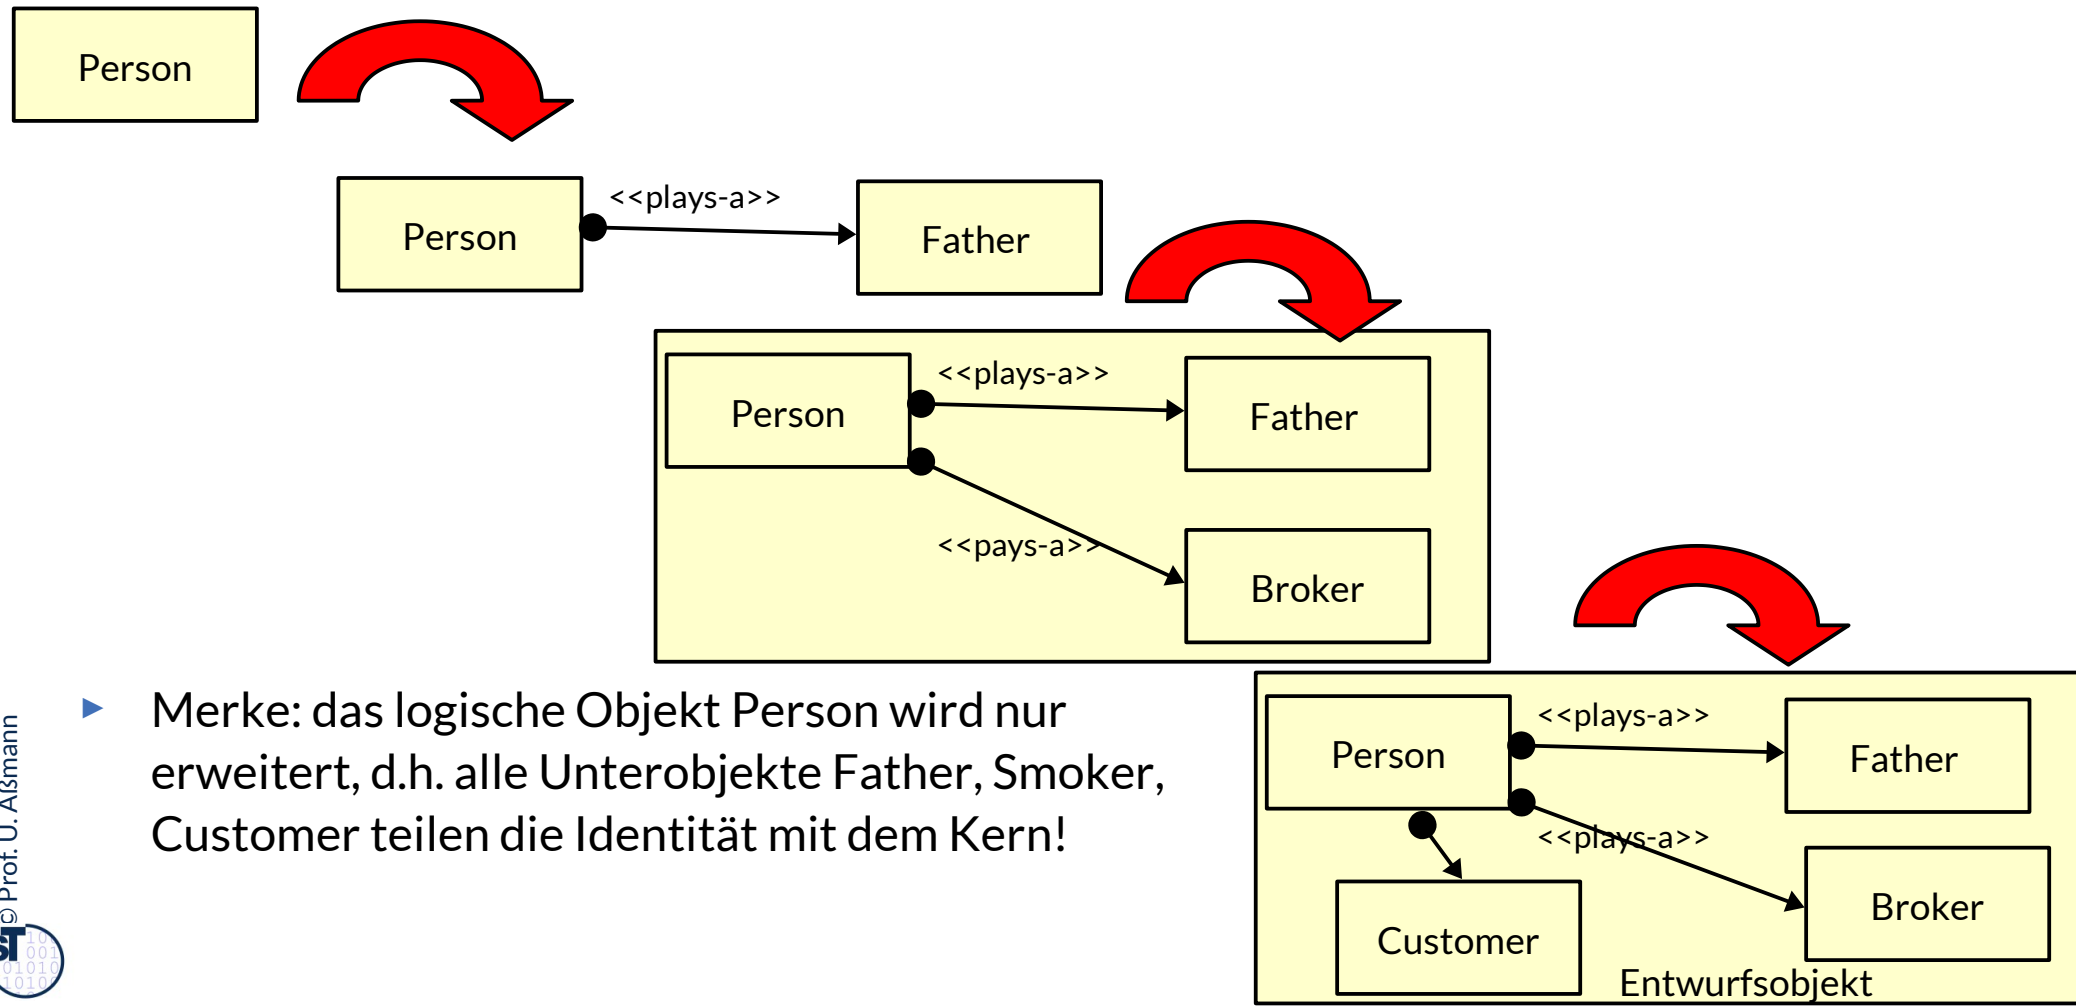 Person
<<plays-a>>
Person
Father
<<plays-a>>
Person
Father
<<pays-a>>
Broker
Merke: das logische Objekt Person wird nur
erweitert, d.h. alle Unterobjekte Father, Smoker,
Customer teilen die Identität mit dem Kern!
<<plays-a>>
Person
Father
<<plays-a>>
Broker
Customer
Entwurfsobjekt
© Prof. U. Aßmann
ST